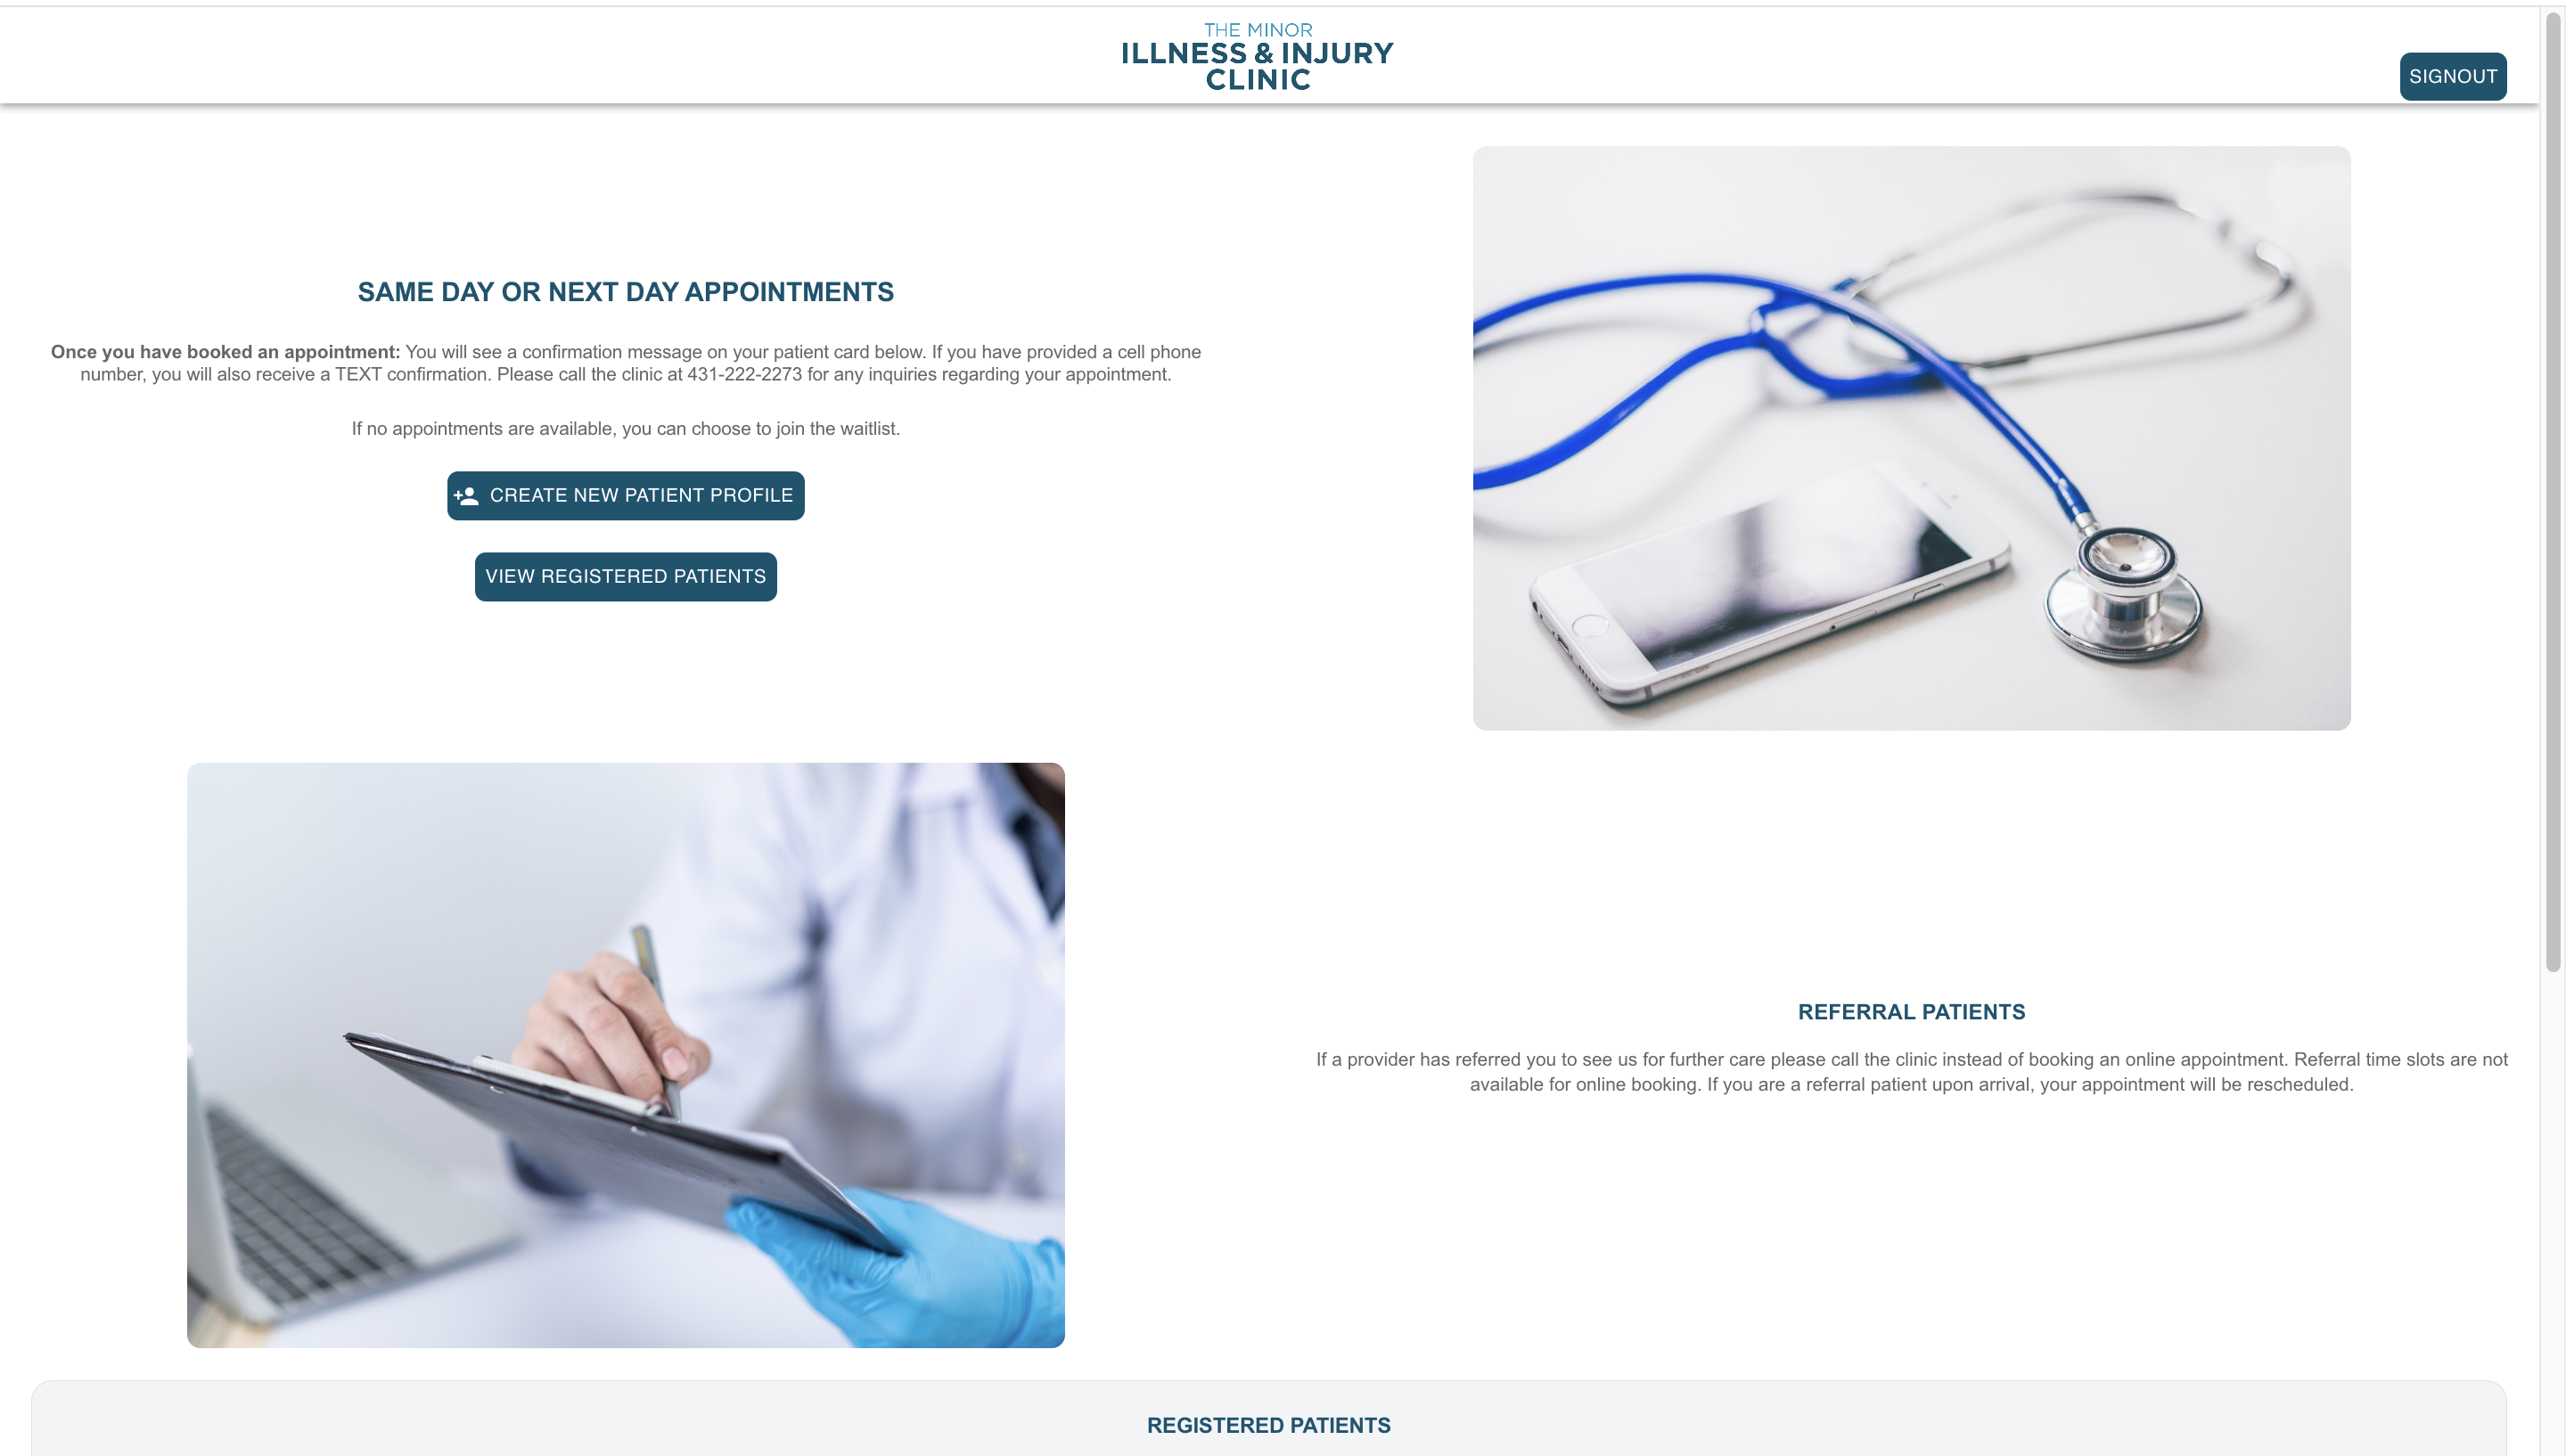 THE MINOR
ILLNESS & INJURY
CLINIC
SIGNOUT
SAME DAY OR NEXT DAY APPOINTMENTS
Once you have booked an appointment: You will see a confirmation message on your patient card below. If you have provided a cell phone
number, you will also receive a TEXT confirmation. Please call the clinic at 431-222-2273 for any inquiries regarding your appointment.
If no appointments are available, you can choose to join the waitlist.
CREATE NEW PATIENT PROFILE
VIEW REGISTERED PATIENTS
REFERRAL PATIENTS
If a provider has referred you to see us for further care please call the clinic instead of booking an online appointment. Referral time slots are not
available for online booking. If you are a referral patient upon arrival, your appointment will be rescheduled.
REGISTERED PATIENTS